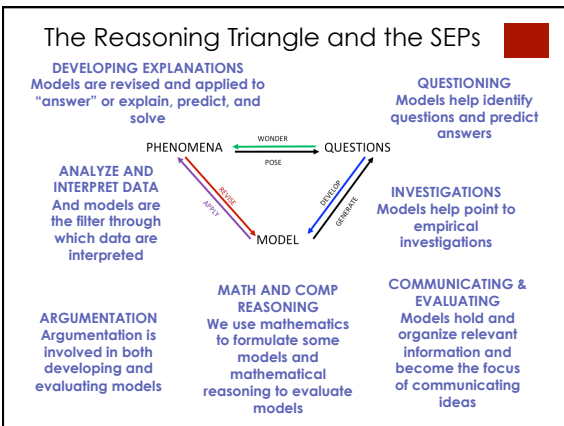 The Reasoning Triangle and the SEPs
DEVELOPING EXPLANATIONS
Models are revised and applied to
“answer” or explain, predict, and
solve
QUESTIONING
Models help identify
questions and predict
answers
WONDER
PHENOMENA
QUESTIONS
POSE
ANALYZE AND
INTERPRET DATA
And models are
the filter through
which data are
interpreted
REVISE
APPLY
DEVELOP
GENERATE
MODEL
INVESTIGATIONS
Models help point to
empirical
investigations
ARGUMENTATION
Argumentation is
involved in both
developing and
evaluating models
MATH AND COMP
REASONING
We use mathematics
to formulate some
models and
mathematical
reasoning to evaluate
models
COMMUNICATING &
EVALUATING
Models hold and
organize relevant
information and
become the focus
of communicating
ideas